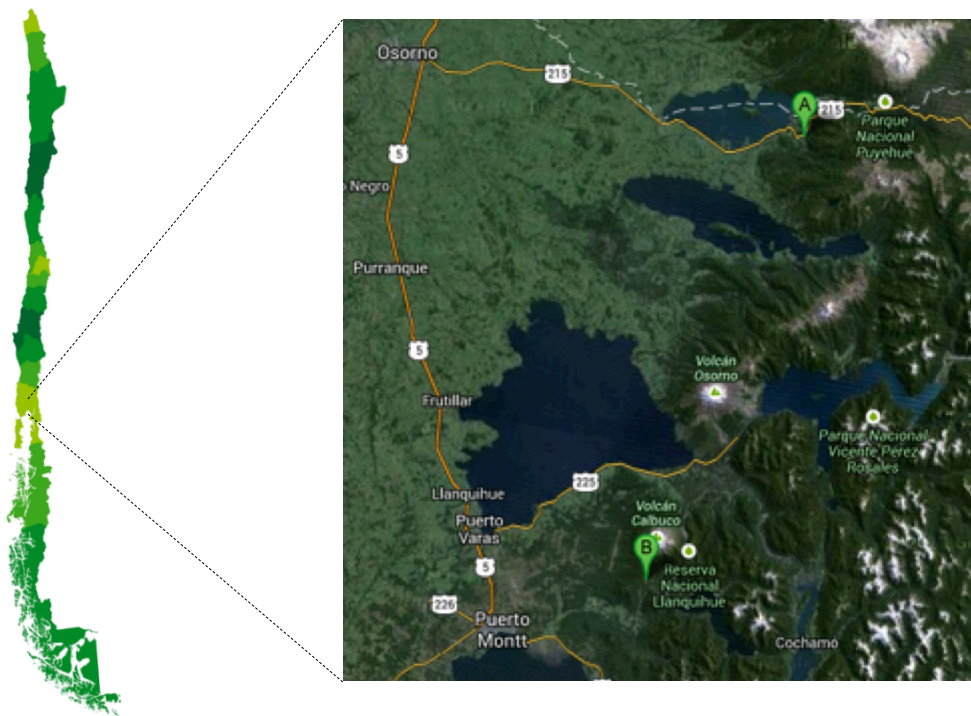 Osorno
215
A
215
Parque
Nacional
Puyehue
5
o Negro
Purranque
5
Volcán
Osorno
Frutillar
Parque Nacional
Vicente Pérez
Rosales
225
Llanquihue
Puerto
Varas
Volcán
Calbuco
B
5
Reserva
Nacional
Llanquihue
226
Puerto
Montt
Cochamó